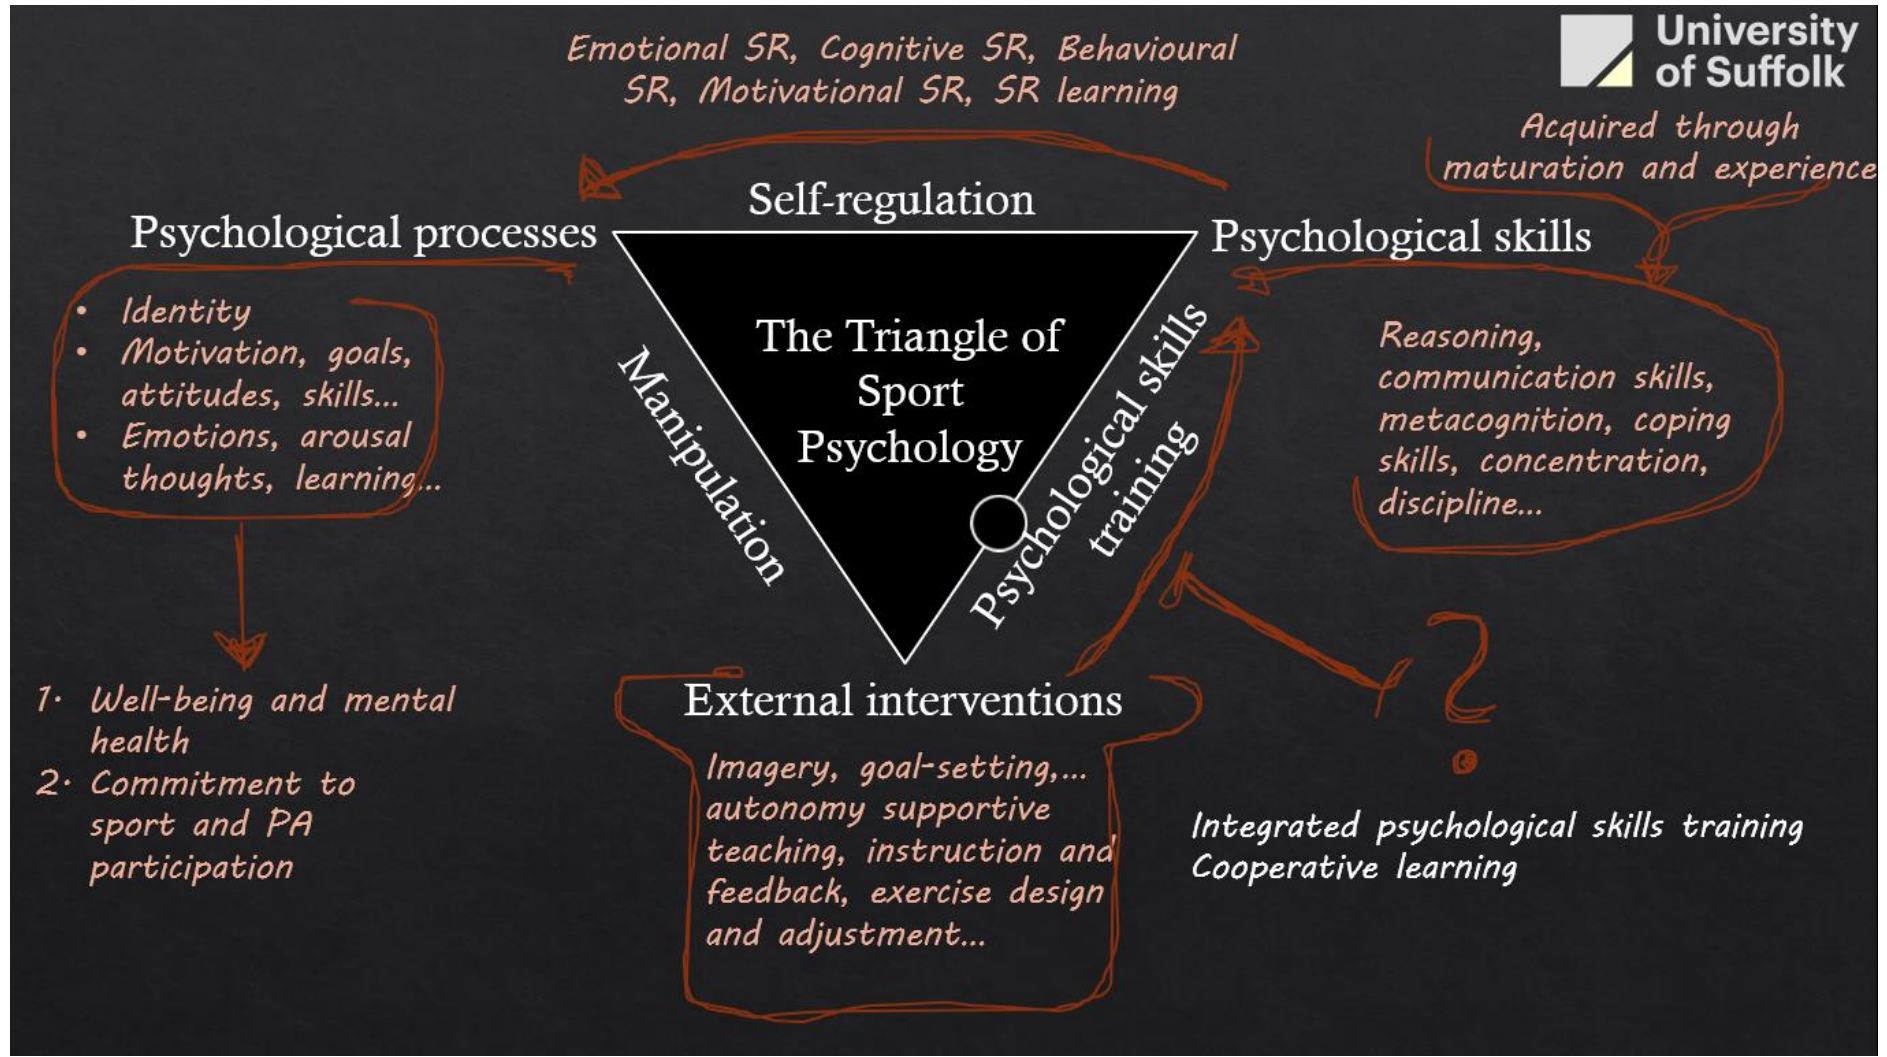 Emotional SR, Cognitive SR, Behavioural
SR, Motivational SR, SR learning
University
of Suffolk
Acquired through
maturation and experience
Self-regulation
Psychological processes
Psychological skills
• Identity
• Motivation, goals,
attitudes, skills...
• Emotions, arousal
thoughts, learning...
The Triangle of
Sport
Psychology
Manipulation
Psychological skills
training
Reasoning,
communication skills,
metacognition, coping
skills, concentration,
discipline...
1. Well-being and mental
health
2. Commitment to
sport and PA
participation
External interventions
Imagery, goal-setting,...
autonomy supportive
teaching, instruction and
feedback, exercise design
and adjustment...
?
Integrated psychological skills training
Cooperative learning